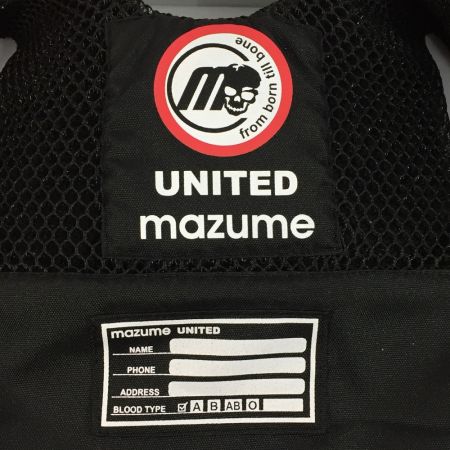 M
from born till bone
UNITED
mazume
mazume UNITED
NAME
PHONE
ADDRESS
BLOOD TYPE ☑ A B AB O